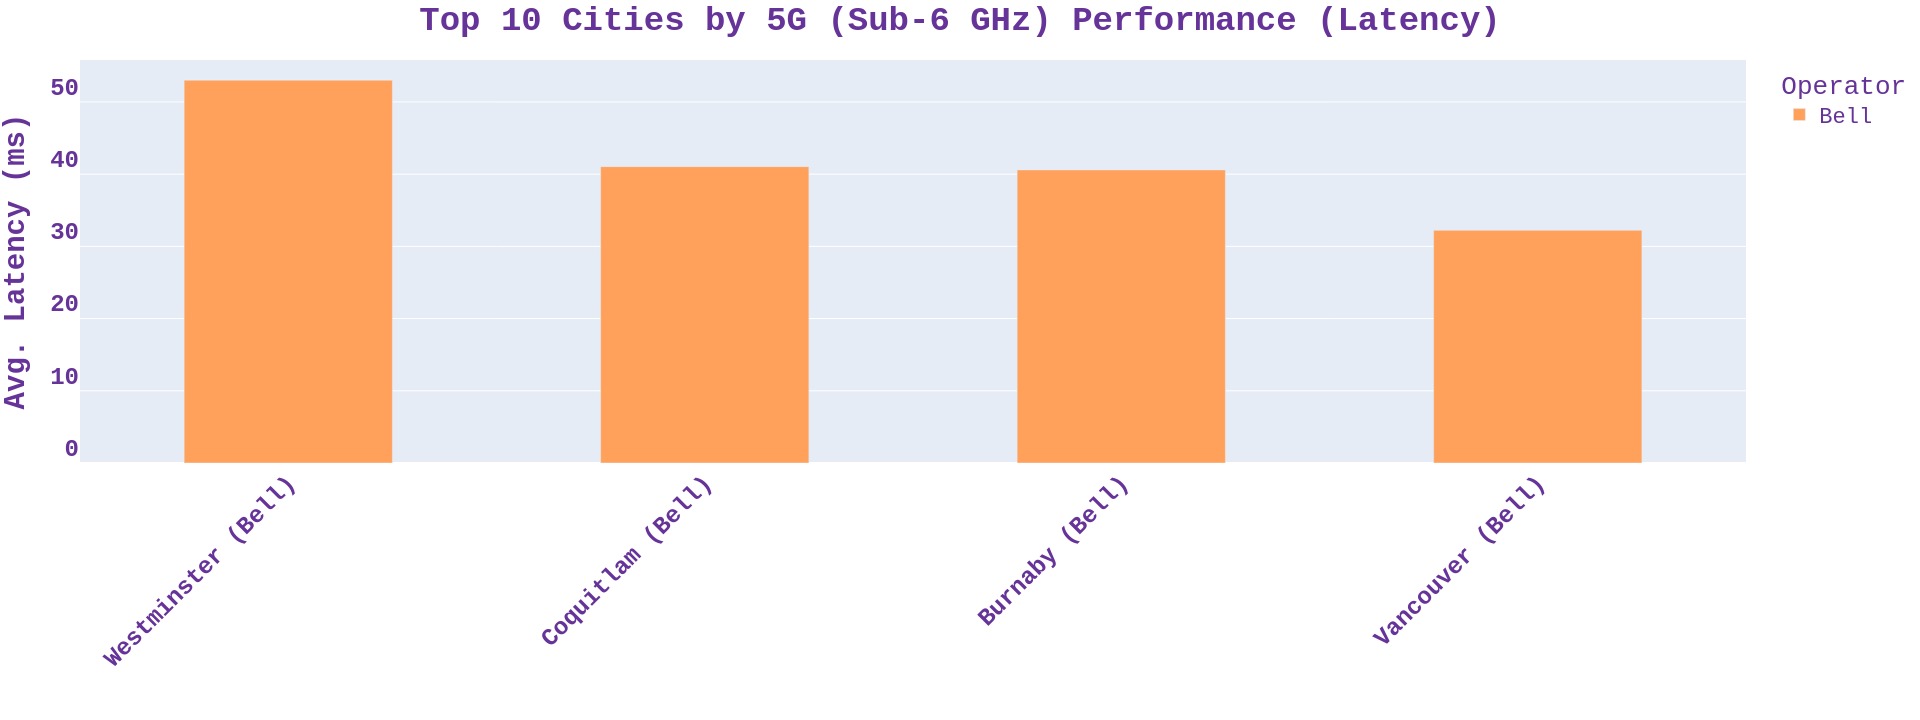 Top 10 Cities by 5G (Sub-6 GHz) Performance (Latency)
Avg. Latency (ms)
50
40
30
20
10
0
Westminster (Bell)
Coquitlam (Bell)
Burnaby (Bell)
Vancouver (Bell)
Operator
Bell